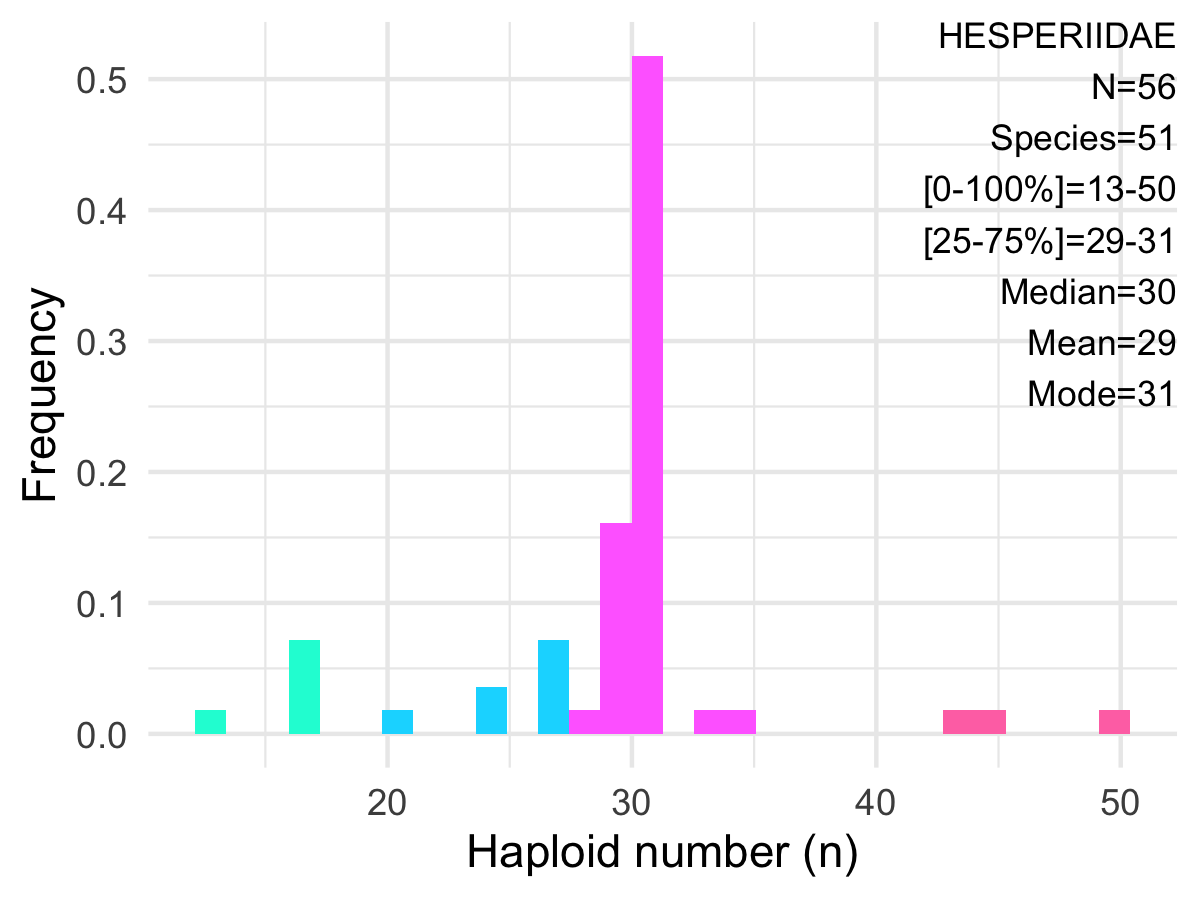 HESPERIIDAE
N=56
Species=51
[0-100%]=13-50
[25-75%]=29-31
Median=30
Mean=29
Mode=31
Frequency
0.5
0.4
0.3
0.2
0.1
0.0
20 30 40 50
Haploid number (n)